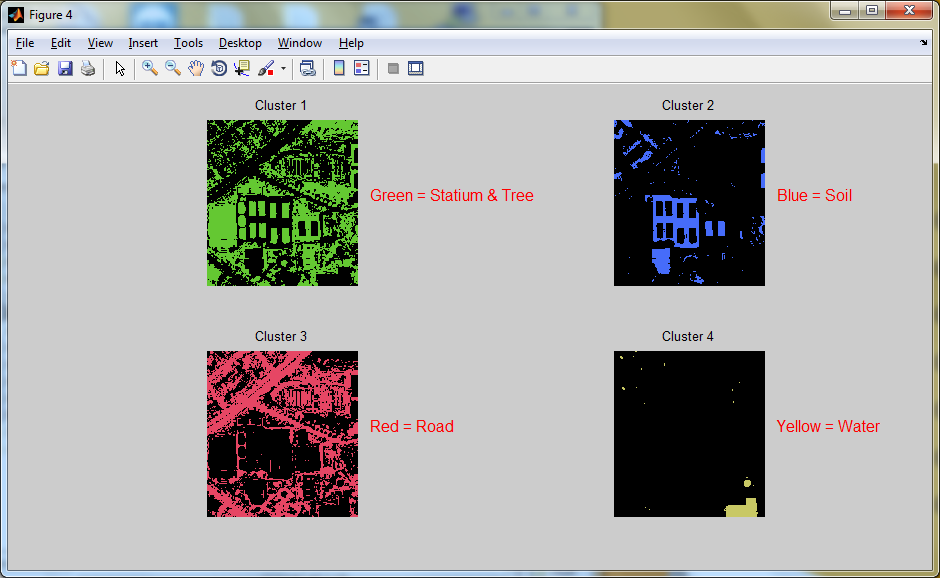 Figure 4
File Edit View Insert Tools Desktop Window Help
Cluster 1 Cluster 2
Green = Statium & Tree Blue = Soil
Cluster 3 Cluster 4
Red = Road Yellow = Water